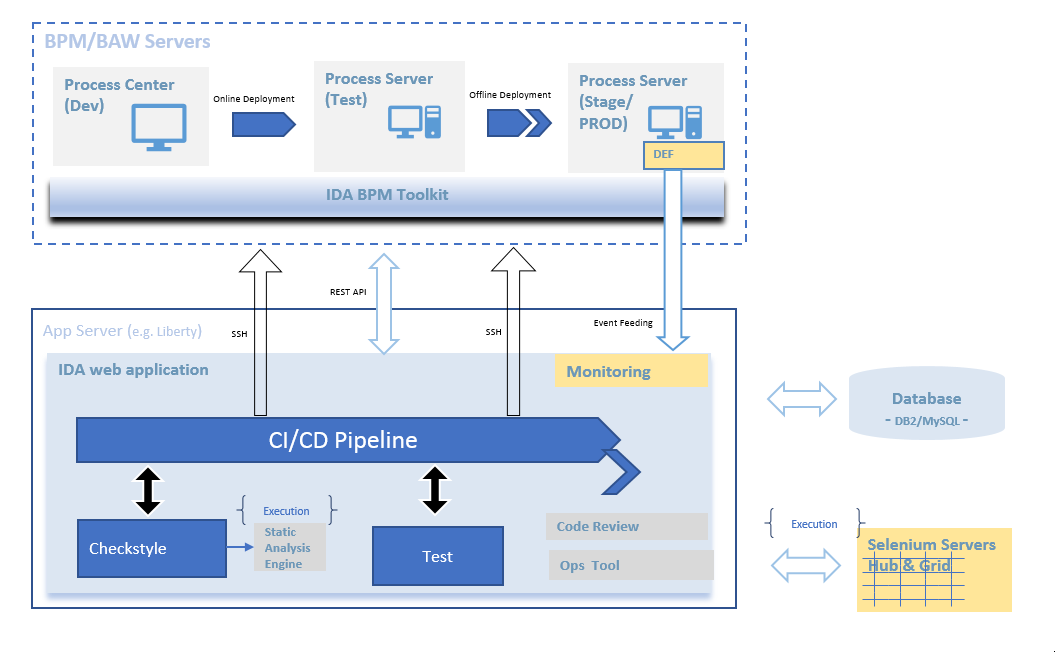 BPM/BAW Servers
Process Center
(Dev)
Online Deployment
Process Server
(Test)
Offline Deployment
Process Server
(Stage/
PROD)
DEF
IDA BPM Toolkit
REST API
SSH
SSH
Event Feeding
App Server (e.g. Liberty)
IDA web application
Monitoring
CI/CD Pipeline
Checkstyle
Execution
Static
Analysis
Engine
Test
Code Review
Ops Tool
Database
- DB2/MySQL -
Execution
Selenium Servers
Hub & Grid